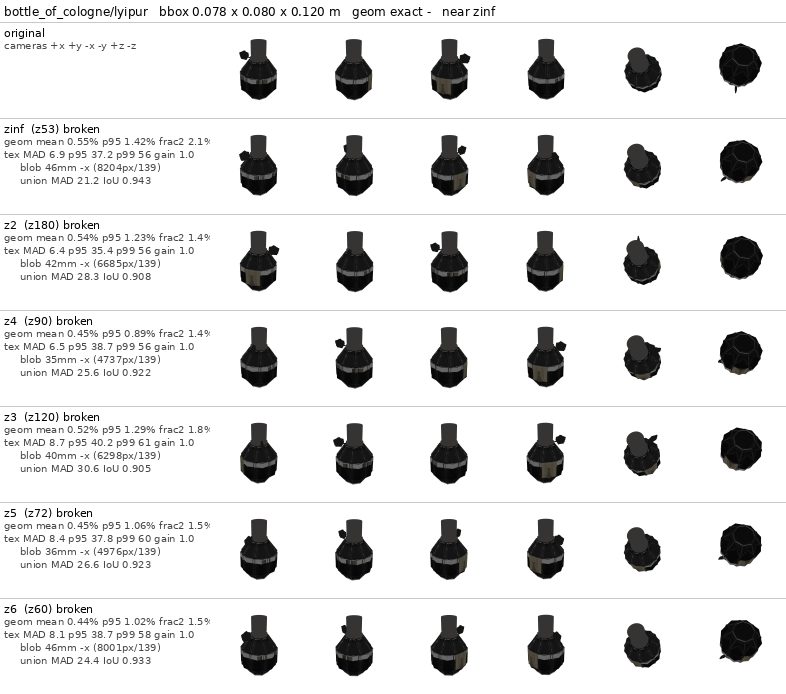 bottle_of_cologne/lyipur bbox 0.078 x 0.080 x 0.120 m geom exact - near zinf
original
cameras +x +y -x -y +z -z
zinf (z53) broken
geom mean 0.55% p95 1.42% frac2 2.1%
tex MAD 6.9 p95 37.2 p99 56 gain 1.0
blob 46mm -x (8204px/139)
union MAD 21.2 IoU 0.943
z2 (z180) broken
geom mean 0.54% p95 1.23% frac2 1.4%
tex MAD 6.4 p95 35.4 p99 56 gain 1.0
blob 42mm -x (6685px/139)
union MAD 28.3 IoU 0.908
z4 (z90) broken
geom mean 0.45% p95 0.89% frac2 1.4%
tex MAD 6.5 p95 38.7 p99 56 gain 1.0
blob 35mm -x (4737px/139)
union MAD 25.6 IoU 0.922
z3 (z120) broken
geom mean 0.52% p95 1.29% frac2 1.8%
tex MAD 8.7 p95 40.2 p99 61 gain 1.0
blob 40mm -x (6298px/139)
union MAD 30.6 IoU 0.905
z5 (z72) broken
geom mean 0.45% p95 1.06% frac2 1.5%
tex MAD 8.4 p95 37.8 p99 60 gain 1.0
blob 36mm -x (4976px/139)
union MAD 26.6 IoU 0.923
z6 (z60) broken
geom mean 0.44% p95 1.02% frac2 1.5%
tex MAD 8.1 p95 38.7 p99 58 gain 1.0
blob 46mm -x (8001px/139)
union MAD 24.4 IoU 0.933